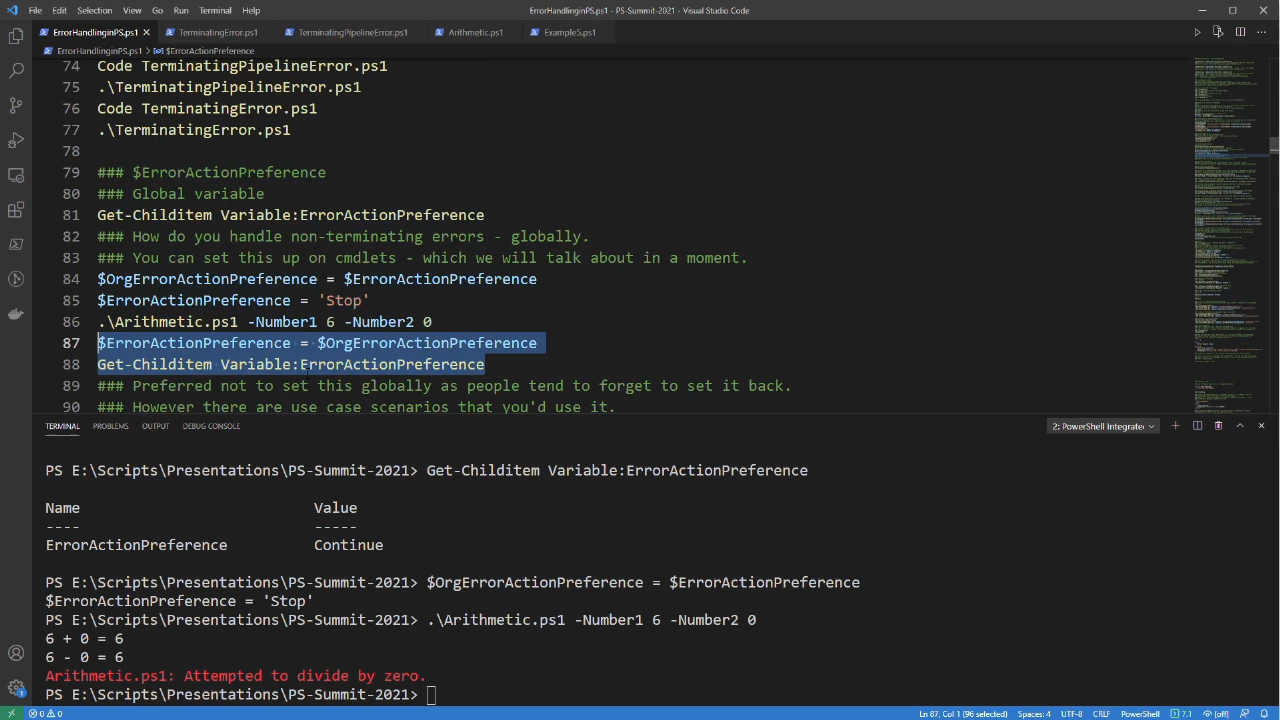 File Edit Selection View Go Run Terminal Help
ErrorHandlinginPS.ps1 - PS-Summit-2021 - Visual Studio Code
ErrorHandlinginPS.ps1
TerminatingError.ps1
TerminatingPipelineError.ps1
Arithmetic.ps1
Example5.ps1
ErrorHandlinginPS.ps1 > $ErrorActionPreference
74 Code TerminatingPipelineError.ps1
75 .\TerminatingPipelineError.ps1
76 Code TerminatingError.ps1
77 .\TerminatingError.ps1
78
79 ### $ErrorActionPreference
80 ### Global variable
81 Get-Childitem Variable:ErrorActionPreference
82 ### How do you handle non-terminating errors - globally.
83 ### You can set this up on cmdlets - which we will talk about in a moment.
84 $OrgErrorActionPreference = $ErrorActionPreference
85 $ErrorActionPreference = 'Stop'
86 .\Arithmetic.ps1 -Number1 6 -Number2 0
87 $ErrorActionPreference = $OrgErrorActionPreference
88 Get-Childitem Variable:ErrorActionPreference
89 ### Preferred not to set this globally as people tend to forget to set it back.
90 ### However there are use case scenarios that you'd use it.
TERMINAL PROBLEMS OUTPUT DEBUG CONSOLE
2: PowerShell Integrate
PS E:\Scripts\Presentations\PS-Summit-2021> Get-Childitem Variable:ErrorActionPreference
Name Value
---- -----
ErrorActionPreference Continue
PS E:\Scripts\Presentations\PS-Summit-2021> $OrgErrorActionPreference = $ErrorActionPreference
$ErrorActionPreference = 'Stop'
PS E:\Scripts\Presentations\PS-Summit-2021> .\Arithmetic.ps1 -Number1 6 -Number2 0
6 + 0 = 6
6 - 0 = 6
Arithmetic.ps1: Attempted to divide by zero.
PS E:\Scripts\Presentations\PS-Summit-2021>
0 0 Ln 87, Col 1 (96 selected) Spaces: 4 UTF-8 CRLF PowerShell 7.1 [off]